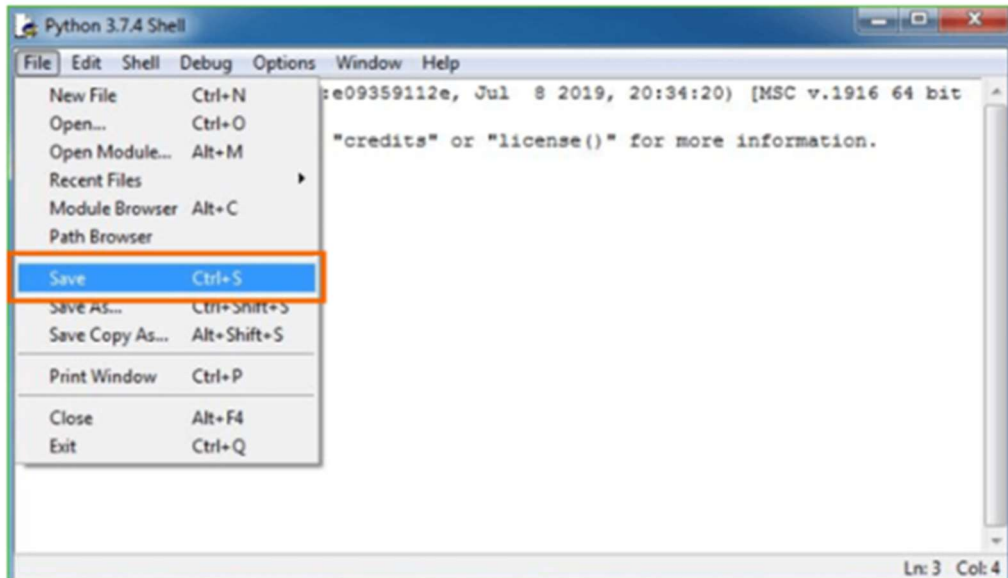 Python 3.7.4 Shell
File Edit Shell Debug Options Window Help
:e09359112e, Jul 8 2019, 20:34:20) [MSC v.1916 64 bit
"credits" or "license()" for more information.
New File Ctrl+N
Open... Ctrl+O
Open Module... Alt+M
Recent Files
Module Browser Alt+C
Path Browser
Save Ctrl+S
Save As... Ctrl+Shift+S
Save Copy As... Alt+Shift+S
Print Window Ctrl+P
Close Alt+F4
Exit Ctrl+Q
Ln: 3 Col: 4